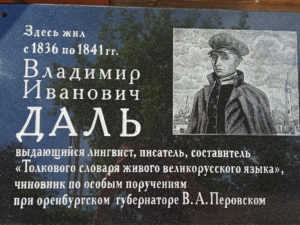 Здесь жил
с 1836 по 1841 гг.
Владимир
Иванович
ДАЛЬ
выдающийся лингвист, писатель, составитель
«Толкового словаря живого великорусского языка»,
чиновник по особым поручениям
при оренбургском губернаторе В.А.Перовском